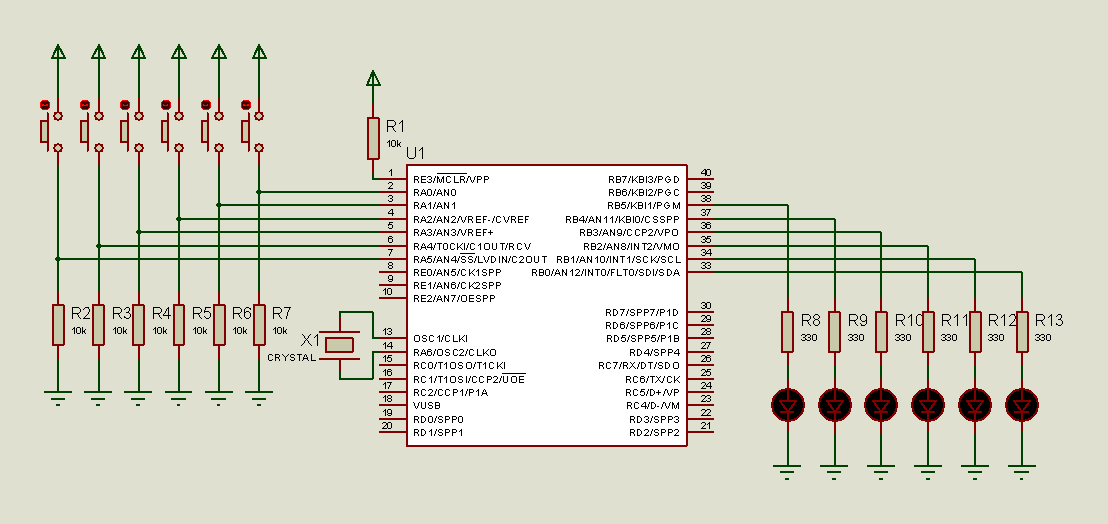 R1
10k
U1
1
RE3/MCLR/VPP
2
RA0/AN0
3
RA1/AN1
4
RA2/AN2/VREF-/CVREF
5
RA3/AN3/VREF+
6
RA4/T0CKI/C1OUT/RCV
7
RA5/AN4/SS/LVDIN/C2OUT
8
RE0/AN5/CK1SPP
9
RE1/AN6/CK2SPP
10
RE2/AN7/OESPP
13
OSC1/CLKI
14
RA6/OSC2/CLKO
15
RC0/T1OSO/T1CKI
16
RC1/T1OSI/CCP2/UOE
17
RC2/CCP1/P1A
18
VUSB
19
RD0/SPP0
20
RD1/SPP1
RB7/KBI3/PGD
40
RB6/KBI2/PGC
39
RB5/KBI1/PGM
38
RB4/AN11/KBI0/CSSPP
37
RB3/AN9/CCP2/VPO
36
RB2/AN8/INT2/VMO
35
RB1/AN10/INT1/SCK/SCL
34
RB0/AN12/INT0/FLT0/SDI/SDA
33
RD7/SPP7/P1D
30
RD6/SPP6/P1C
29
RD5/SPP5/P1B
28
RD4/SPP4
27
RC7/RX/DT/SDO
26
RC6/TX/CK
25
RC5/D+/VP
24
RC4/D-/VM
23
RD3/SPP3
22
RD2/SPP2
21
R2
10k
R3
10k
R4
10k
R5
10k
R6
10k
R7
10k
X1
CRYSTAL
R8
330
R9
330
R10
330
R11
330
R12
330
R13
330